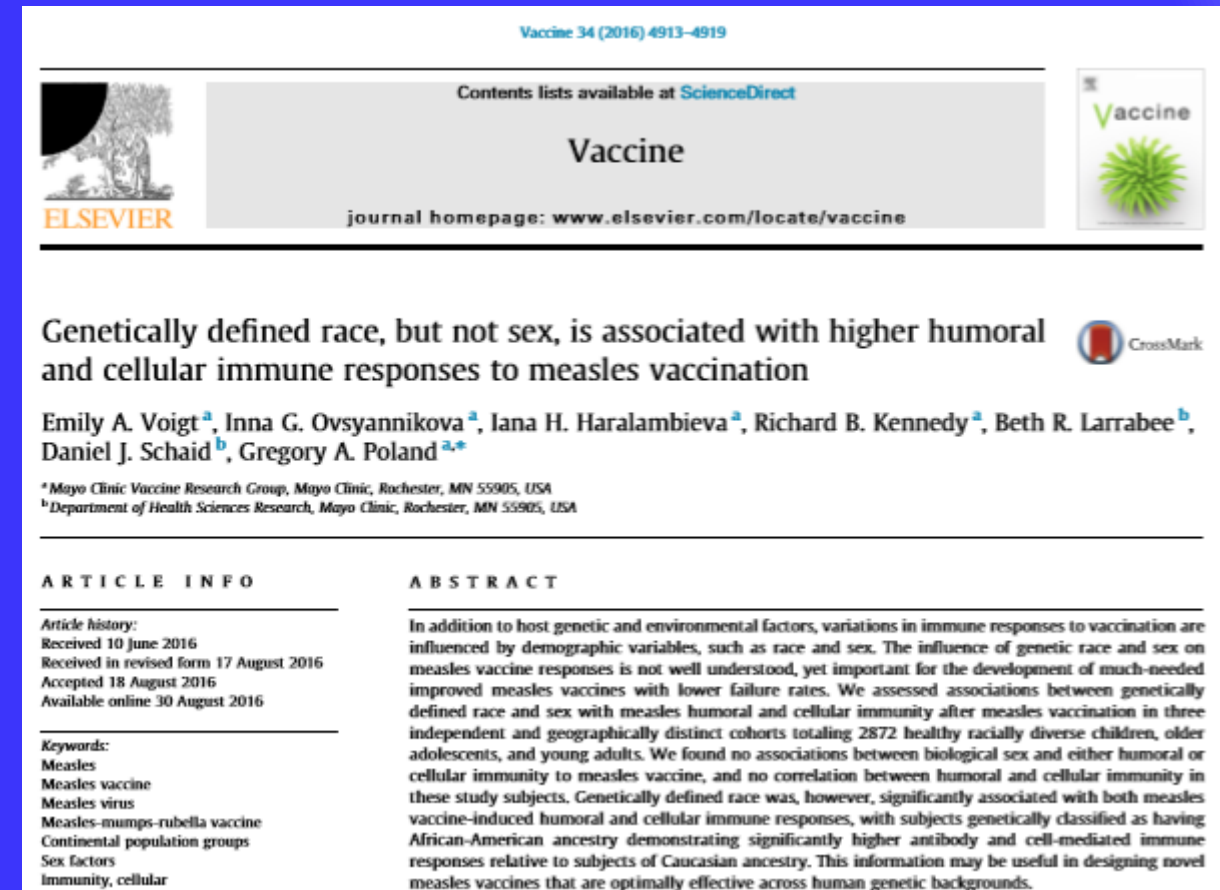 Vaccine 34 (2016) 4913–4919
Contents lists available at ScienceDirect
Vaccine
journal homepage: www.elsevier.com/locate/vaccine
ELSEVIER
Vaccine
Genetically defined race, but not sex, is associated with higher humoral
and cellular immune responses to measles vaccination
CrossMark
Emily A. Voigt a, Inna G. Ovsyannikova a, Iana H. Haralambieva a, Richard B. Kennedy a, Beth R. Larrabee b,
Daniel J. Schaid b, Gregory A. Poland a,*
a Mayo Clinic Vaccine Research Group, Mayo Clinic, Rochester, MN 55905, USA
b Department of Health Sciences Research, Mayo Clinic, Rochester, MN 55905, USA
ARTICLE INFO
Article history:
Received 10 June 2016
Received in revised form 17 August 2016
Accepted 18 August 2016
Available online 30 August 2016
Keywords:
Measles
Measles vaccine
Measles virus
Measles-mumps-rubella vaccine
Continental population groups
Sex factors
Immunity, cellular
ABSTRACT
In addition to host genetic and environmental factors, variations in immune responses to vaccination are
influenced by demographic variables, such as race and sex. The influence of genetic race and sex on
measles vaccine responses is not well understood, yet important for the development of much-needed
improved measles vaccines with lower failure rates. We assessed associations between genetically
defined race and sex with measles humoral and cellular immunity after measles vaccination in three
independent and geographically distinct cohorts totaling 2872 healthy racially diverse children, older
adolescents, and young adults. We found no associations between biological sex and either humoral or
cellular immunity to measles vaccine, and no correlation between humoral and cellular immunity in
these study subjects. Genetically defined race was, however, significantly associated with both measles
vaccine-induced humoral and cellular immune responses, with subjects genetically classified as having
African-American ancestry demonstrating significantly higher antibody and cell-mediated immune
responses relative to subjects of Caucasian ancestry. This information may be useful in designing novel
measles vaccines that are optimally effective across human genetic backgrounds.